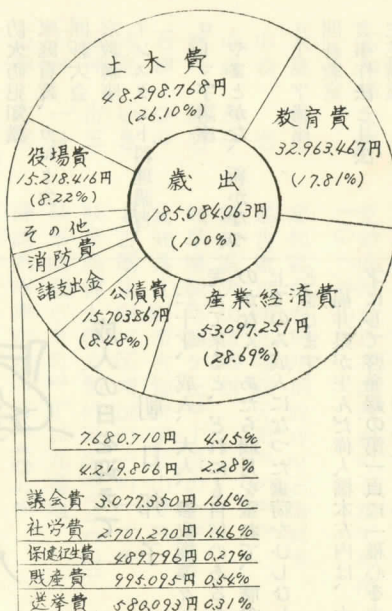 土木費
48.298.768円
(26.10%)
教育費
32.963.467円
(17.81%)
役場費
15.218.416円
(8.22%)
歳出
185.084.063円
(100%)
その他
消防費
諸支出金
公債費
15.703867円
(8.48%)
産業経済費
53.097.251円
(28.69%)
7.680.710円 4.15%
4.219.806円 2.28%
議会費 3.077.350円 1.66%
社労費 2.701.270円 1.46%
保健衛生費 489.796円 0.27%
財産費 995.095円 0.54%
選挙費 580.093円 0.31%